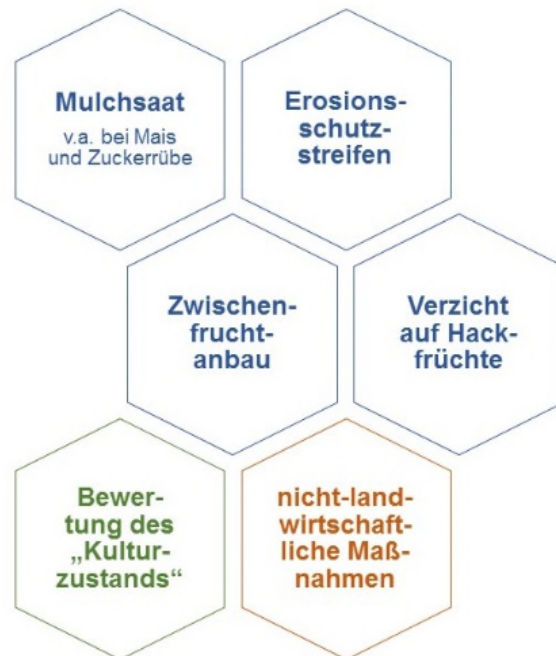 Mulchsaat
v.a. bei Mais
und Zuckerrübe
Erosions-
schutz-
streifen
Zwischen-
frucht-
anbau
Verzicht
auf Hack-
früchte
Bewer-
tung des
„Kultur-
zustands“
nicht-land-
wirtschaft-
liche Maß-
nahmen